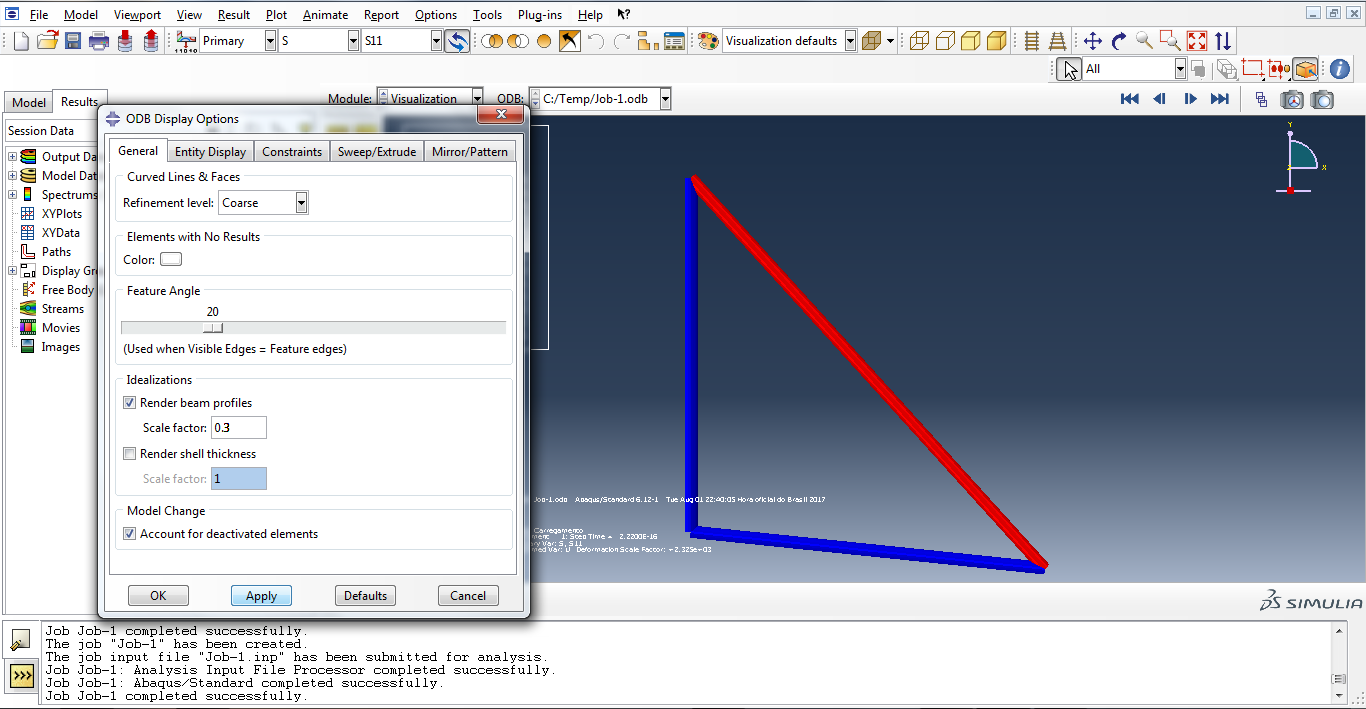 File Model Viewport View Result Plot Animate Report Options Tools Plug-ins Help
Primary S S11 Visualization defaults
All
Model Results Module: Visualization ODB: C:/Temp/Job-1.odb
Session Data
Output Da
Model Dat
Spectrums
XYPlots
XYData
Paths
Display Gro
Free Body
Streams
Movies
Images
ODB Display Options
General Entity Display Constraints Sweep/Extrude Mirror/Pattern
Curved Lines & Faces
Refinement level: Coarse
Elements with No Results
Color:
Feature Angle
20
(Used when Visible Edges = Feature edges)
Idealizations
Render beam profiles
Scale factor: 0.3
Render shell thickness
Scale factor: 1
Model Change
Account for deactivated elements
OK Apply Defaults Cancel
Y
X
Job-1.odb Abaqus/Standard 6.12-1 Tue Aug 01 22:40:05 Hora oficial do Brasil 2017
Carregamento
ment 1: Step Time = 2.2200E-16
ry Var: S, S11
med Var: U Deformation Scale Factor: +2.325e+03
SIMULIA
Job Job-1 completed successfully.
The job "Job-1" has been created.
The job input file "Job-1.inp" has been submitted for analysis.
Job Job-1: Analysis Input File Processor completed successfully.
Job Job-1: Abaqus/Standard completed successfully.
Job Job-1 completed successfully.